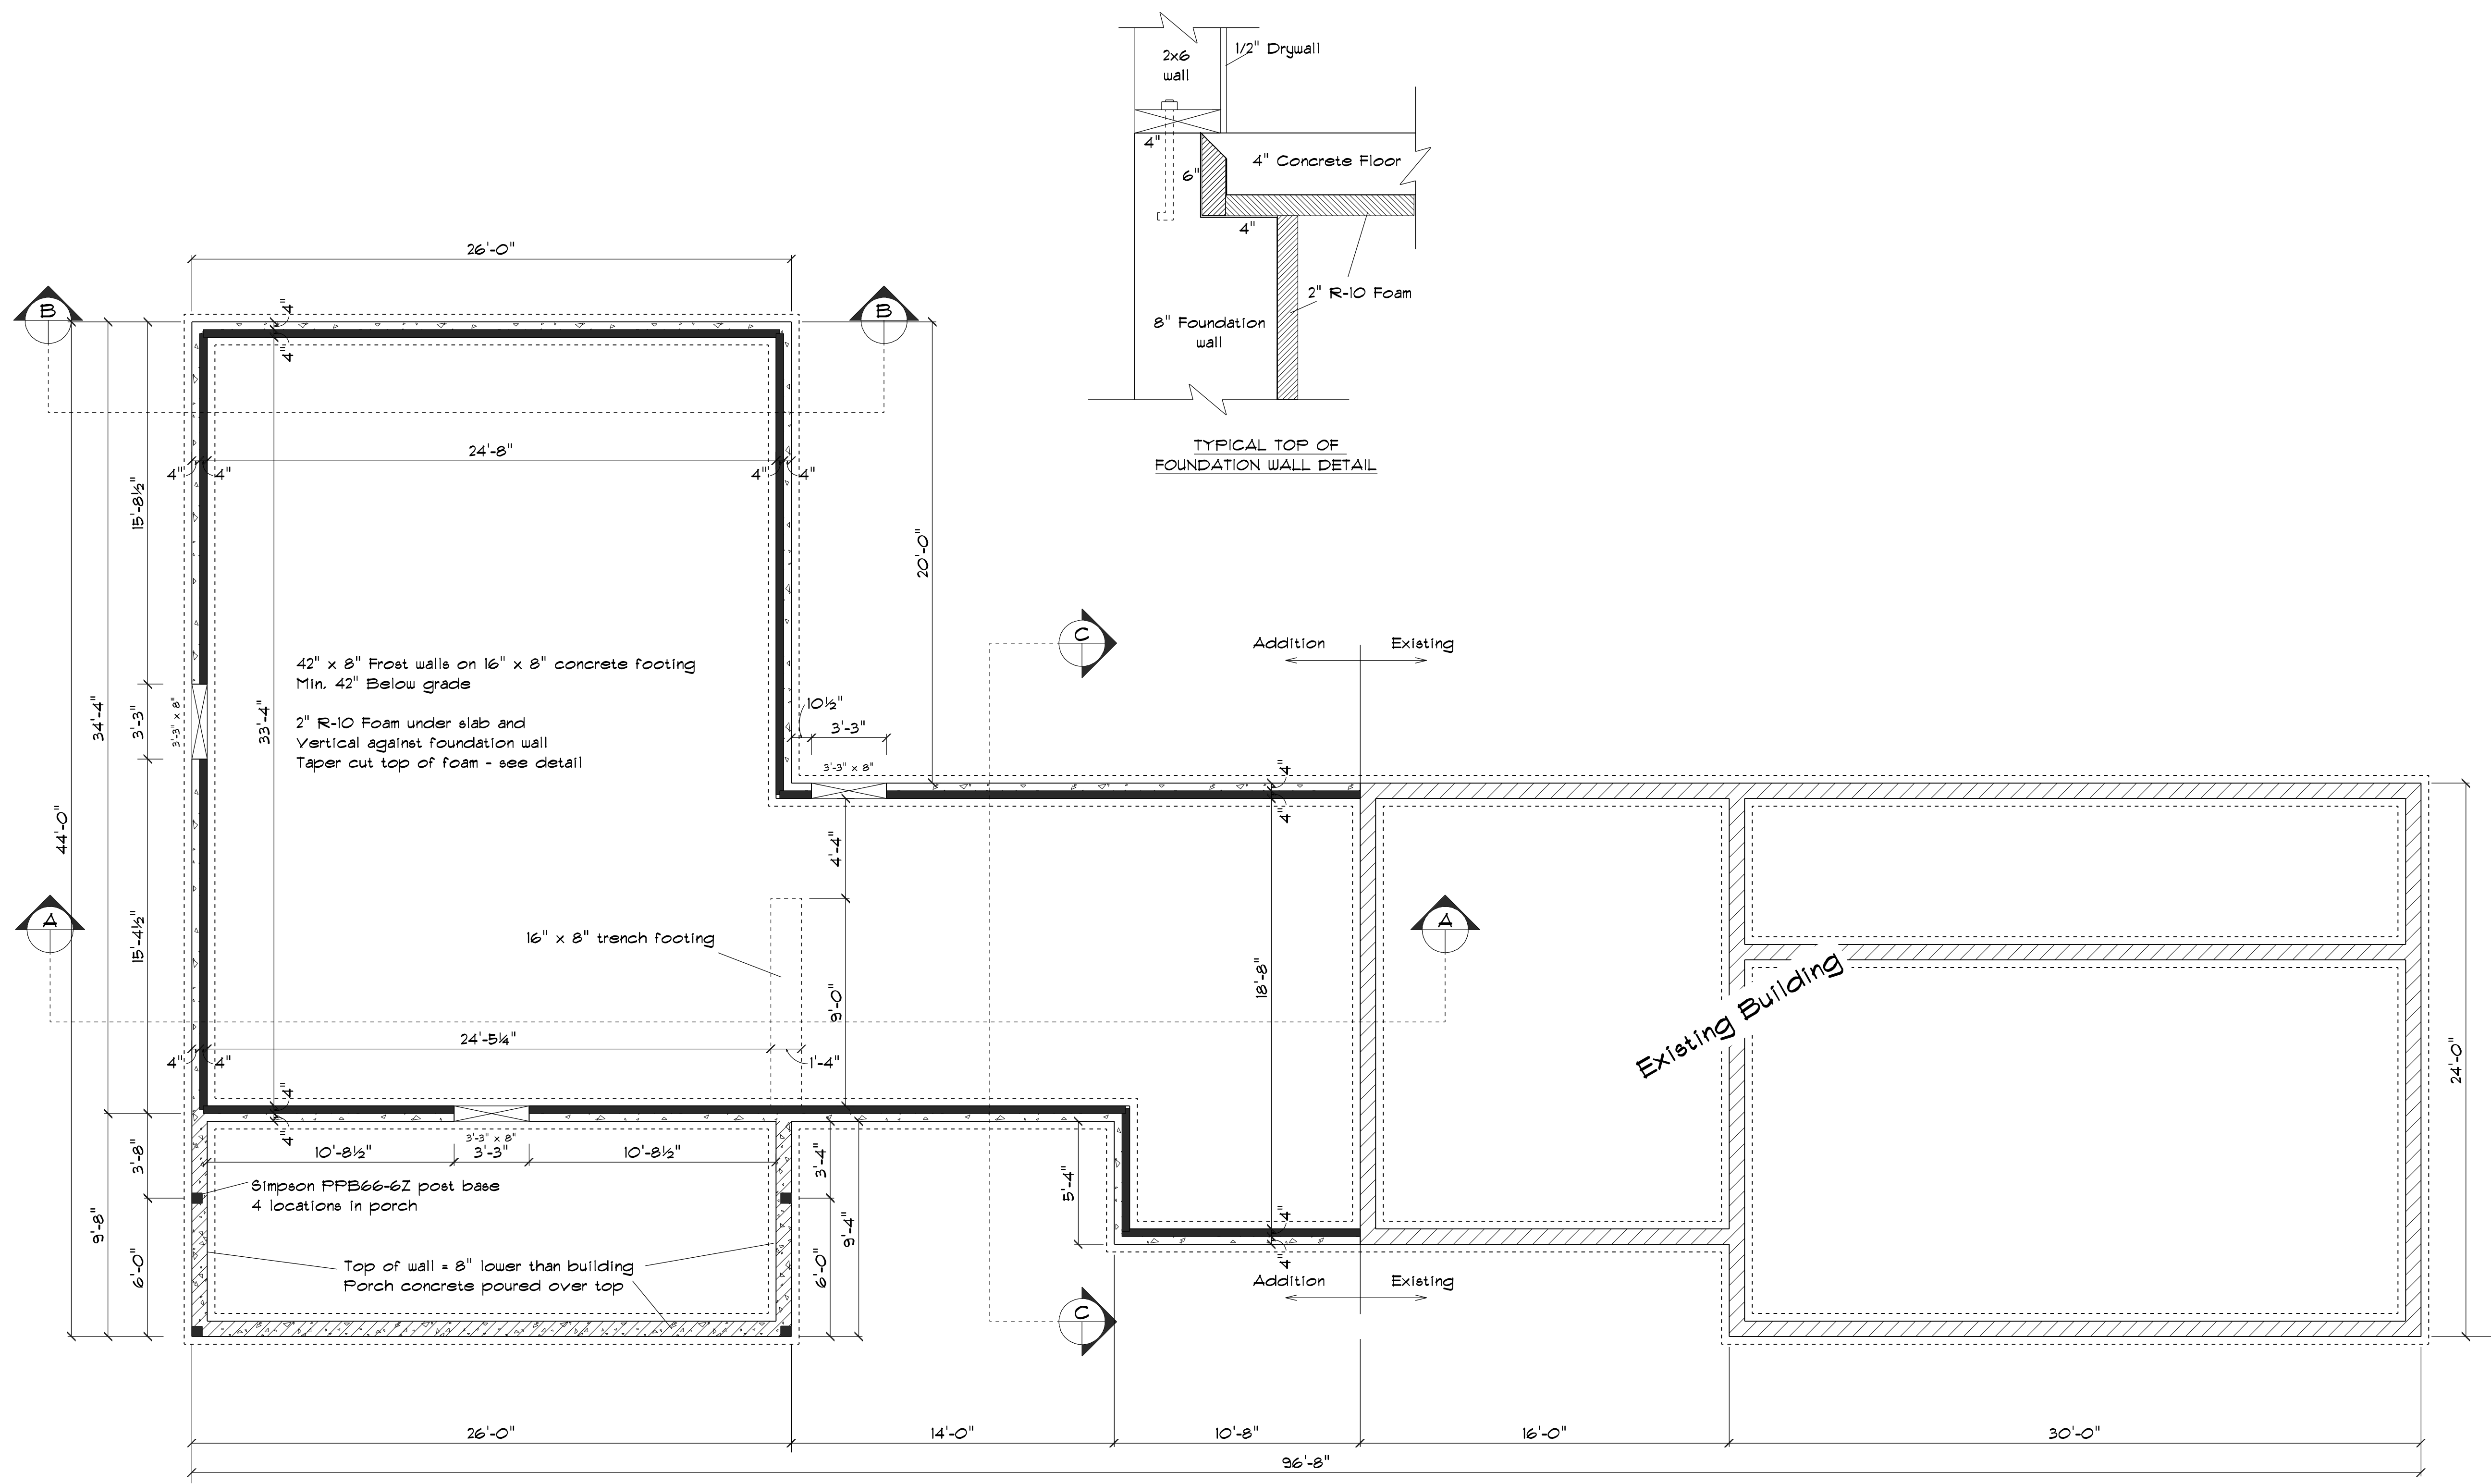 2x6
wall
1/2" Drywall
4"
6"
4" Concrete Floor
4"
2" R-10 Foam
8" Foundation
wall
TYPICAL TOP OF
FOUNDATION WALL DETAIL
26'-0"
B
B
4"
4"
24'-8"
4"
4"
4"
4"
15'-8½"
20'-0"
C
Addition
Existing
42" x 8" Frost walls on 16" x 8" concrete footing
Min. 42" Below grade
2" R-10 Foam under slab and
Vertical against foundation wall
Taper cut top of foam - see detail
34'-4"
3'-3"
3'-3" x 8"
33'-4"
10½"
3'-3"
3'-3" x 8"
4"
4"
44'-0"
4'-4"
15'-4½"
A
A
16" x 8" trench footing
Existing Building
18'-8"
9'-0"
24'-5¼"
4"
4"
1'-4"
24'-0"
4"
4"
3'-3" x 8"
10'-8½"
3'-3"
10'-8½"
3'-8"
3'-4"
5'-4"
Simpson PPB66-6Z post base
4 locations in porch
9'-8"
9'-4"
4"
4"
6'-0"
6'-0"
Top of wall = 8" lower than building
Porch concrete poured over top
Addition
Existing
C
26'-0"
14'-0"
10'-8"
16'-0"
30'-0"
96'-8"